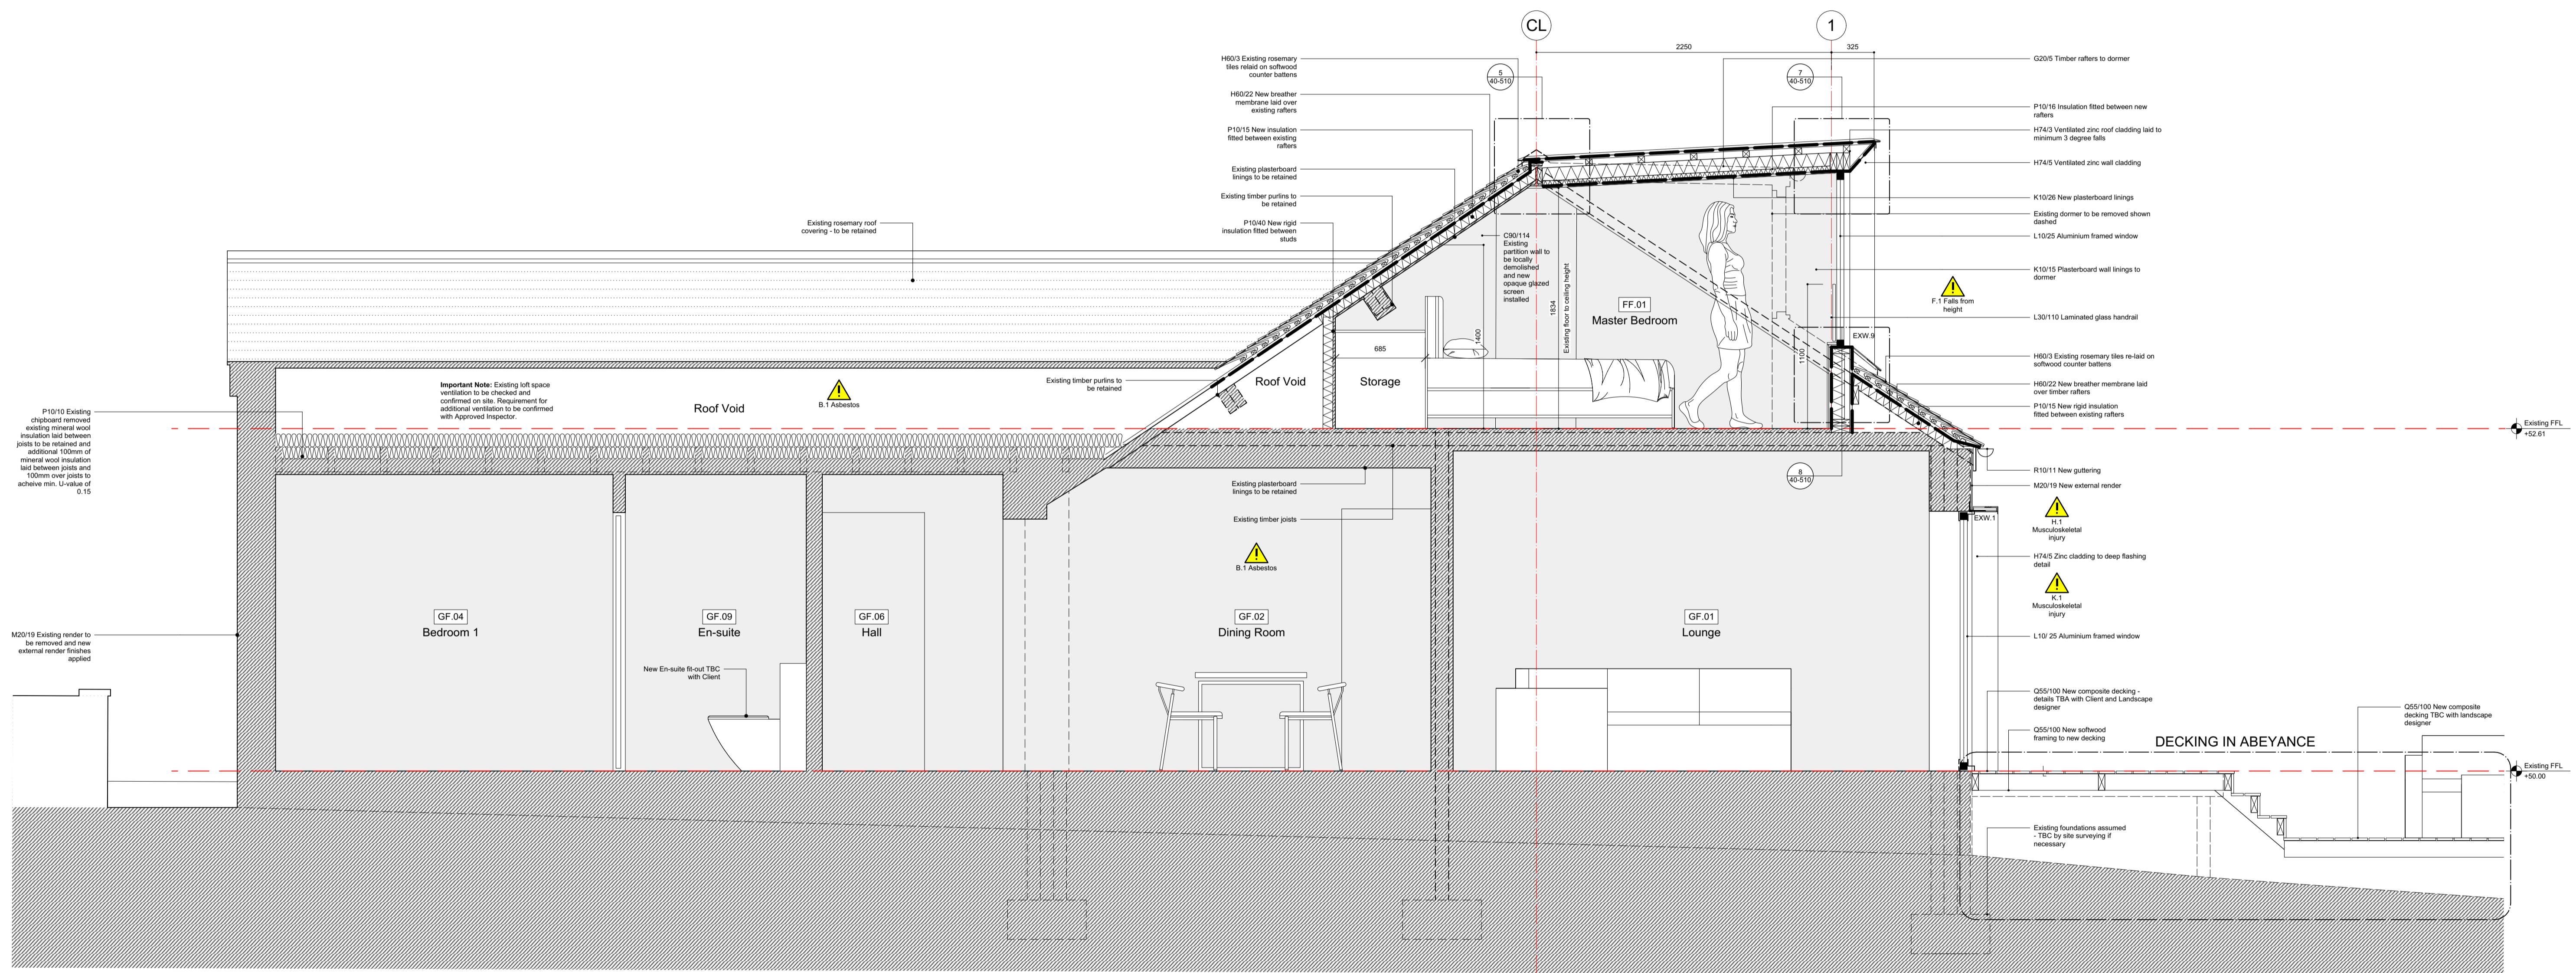 CL
1
2250
325
5
40-510
7
40-510
H60/3 Existing rosemary
tiles relaid on softwood
counter battens
H60/22 New breather
membrane laid over
existing rafters
P10/15 New insulation
fitted between existing
rafters
Existing plasterboard
linings to be retained
Existing timber purlins to
be retained
P10/40 New rigid
insulation fitted between
studs
Existing rosemary roof
covering - to be retained
G20/5 Timber rafters to dormer
P10/16 Insulation fitted between new
rafters
H74/3 Ventilated zinc roof cladding laid to
minimum 3 degree falls
H74/5 Ventilated zinc wall cladding
K10/26 New plasterboard linings
Existing dormer to be removed shown
dashed
L10/25 Aluminium framed window
K10/15 Plasterboard wall linings to
dormer
F.1 Falls from
height
L30/110 Laminated glass handrail
EXW.9
H60/3 Existing rosemary tiles re-laid on
softwood counter battens
H60/22 New breather membrane laid
over timber rafters
P10/15 New rigid insulation
fitted between existing rafters
C90/114
Existing
partition wall to
be locally
demolished
and new
opaque glazed
screen
installed
1834
Existing floor to ceiling height
1400
1100
FF.01
Master Bedroom
685
Storage
Roof Void
Existing timber purlins to
be retained
Important Note: Existing loft space
ventilation to be checked and
confirmed on site. Requirement for
additional ventilation to be confirmed
with Approved Inspector.
Roof Void
B.1 Asbestos
P10/10 Existing
chipboard removed
existing mineral wool
insulation laid between
joists to be retained and
additional 100mm of
mineral wool insulation
laid between joists and
100mm over joists to
acheive min. U-value of
0.15
Existing FFL
+52.61
8
40-510
R10/11 New guttering
M20/19 New external render
Existing plasterboard
linings to be retained
Existing timber joists
EXW.1
H.1
Musculoskeletal
injury
H74/5 Zinc cladding to deep flashing
detail
K.1
Musculoskeletal
injury
B.1 Asbestos
GF.04
Bedroom 1
GF.09
En-suite
GF.06
Hall
GF.02
Dining Room
GF.01
Lounge
L10/ 25 Aluminium framed window
M20/19 Existing render to
be removed and new
external render finishes
applied
New En-suite fit-out TBC
with Client
Q55/100 New composite decking -
details TBA with Client and Landscape
designer
Q55/100 New softwood
framing to new decking
Q55/100 New composite
decking TBC with landscape
designer
DECKING IN ABEYANCE
Existing FFL
+50.00
Existing foundations assumed
- TBC by site surveying if
necessary